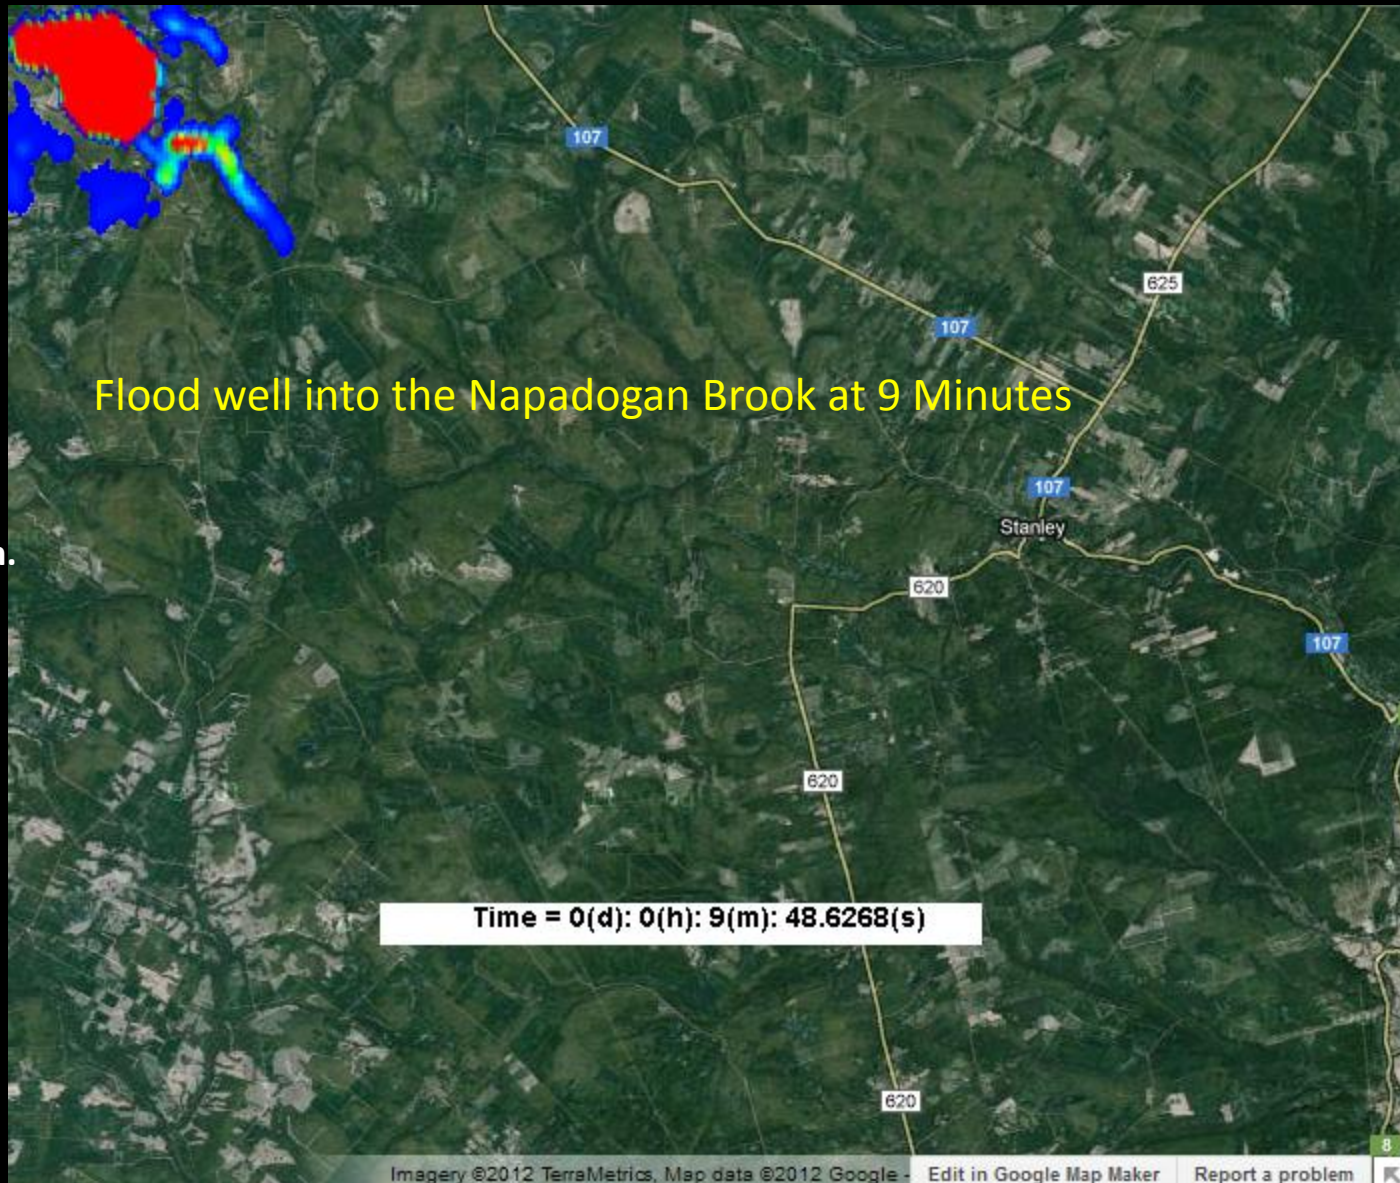 107
625
107
Flood well into the Napadogan Brook at 9 Minutes
107
Stanley
620
107
620
Time = 0(d): 0(h): 9(m): 48.6268(s)
620
8
Imagery ©2012 TerraMetrics, Map data ©2012 Google - Edit in Google Map Maker Report a problem